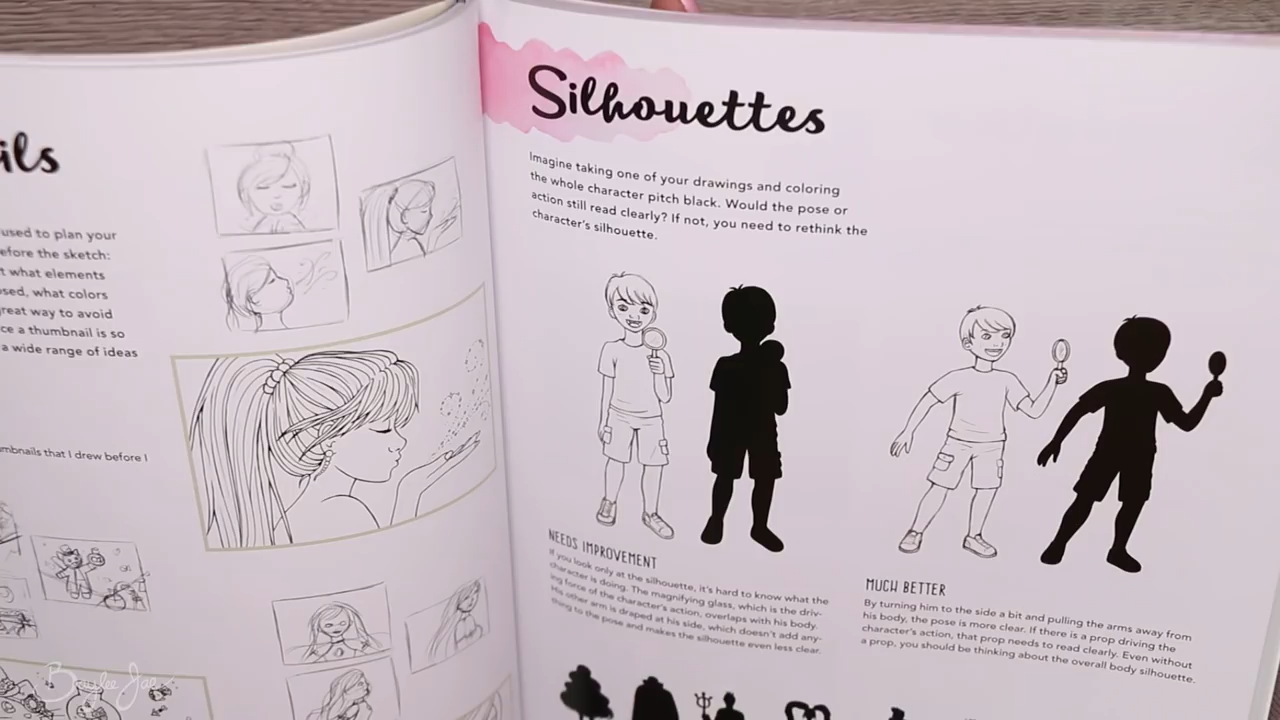 ils
used to plan your
efore the sketch:
t what elements
osed, what colors
great way to avoid
ce a thumbnail is so
a wide range of ideas
umbnails that I drew before I
Baylee Jae
Silhouettes
Imagine taking one of your drawings and coloring
the whole character pitch black. Would the pose or
action still read clearly? If not, you need to rethink the
character's silhouette.
NEEDS IMPROVEMENT
If you look only at the silhouette, it's hard to know what the
character is doing. The magnifying glass, which is the driv-
ing force of the character's action, overlaps with his body.
His other arm is draped at his side, which doesn't add any-
thing to the pose and makes the silhouette even less clear.
MUCH BETTER
By turning him to the side a bit and pulling the arms away from
his body, the pose is more clear. If there is a prop driving the
character's action, that prop needs to read clearly. Even without
a prop, you should be thinking about the overall body silhouette.